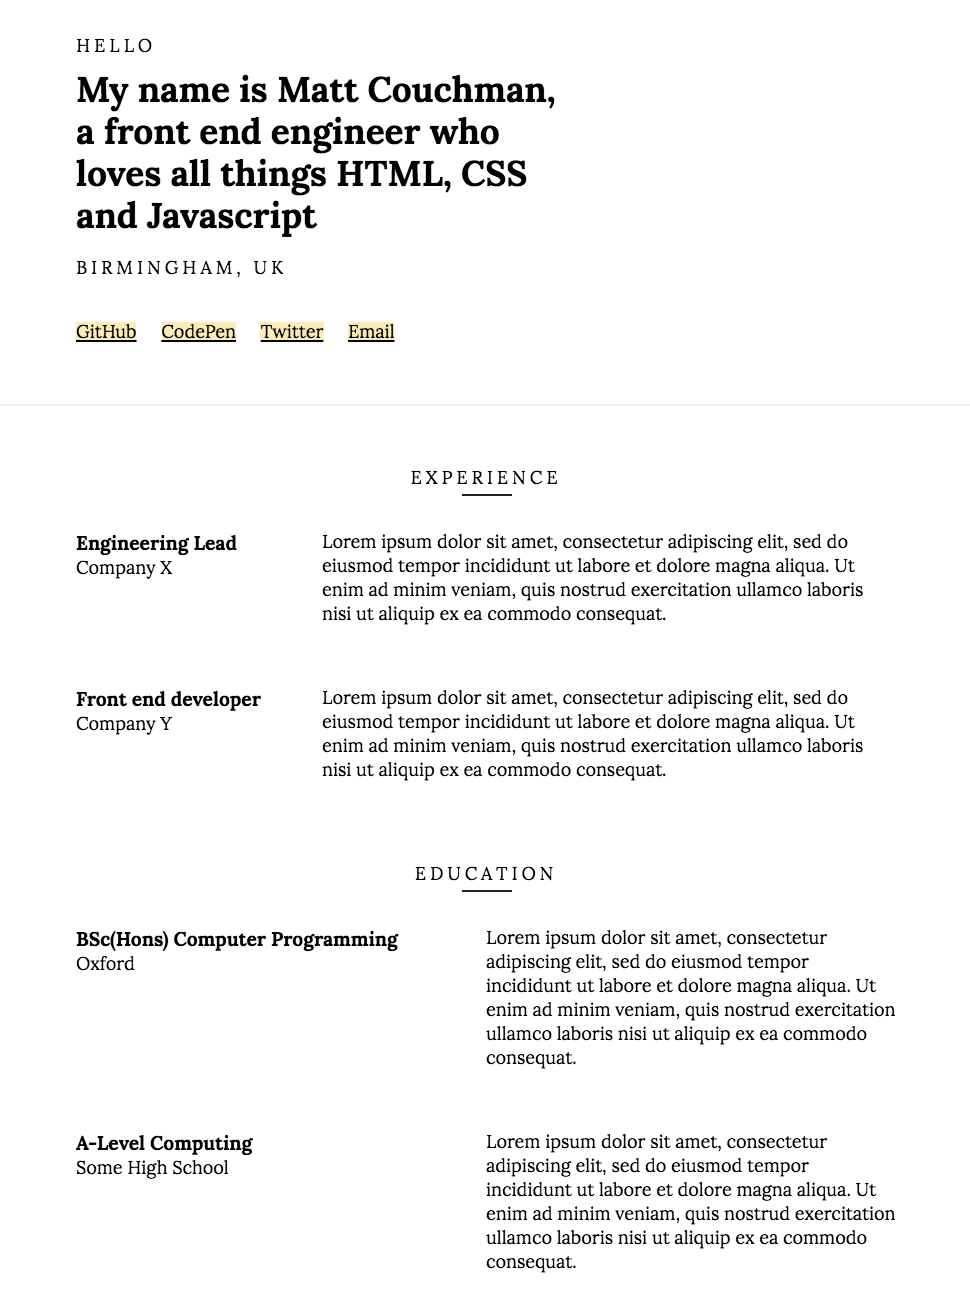 HELLO
My name is Matt Couchman,
a front end engineer who
loves all things HTML, CSS
and Javascript
BIRMINGHAM, UK
GitHub CodePen Twitter Email
EXPERIENCE
Engineering Lead
Company X
Lorem ipsum dolor sit amet, consectetur adipiscing elit, sed do
eiusmod tempor incididunt ut labore et dolore magna aliqua. Ut
enim ad minim veniam, quis nostrud exercitation ullamco laboris
nisi ut aliquip ex ea commodo consequat.
Front end developer
Company Y
Lorem ipsum dolor sit amet, consectetur adipiscing elit, sed do
eiusmod tempor incididunt ut labore et dolore magna aliqua. Ut
enim ad minim veniam, quis nostrud exercitation ullamco laboris
nisi ut aliquip ex ea commodo consequat.
EDUCATION
BSc(Hons) Computer Programming
Oxford
Lorem ipsum dolor sit amet, consectetur
adipiscing elit, sed do eiusmod tempor
incididunt ut labore et dolore magna aliqua. Ut
enim ad minim veniam, quis nostrud exercitation
ullamco laboris nisi ut aliquip ex ea commodo
consequat.
A-Level Computing
Some High School
Lorem ipsum dolor sit amet, consectetur
adipiscing elit, sed do eiusmod tempor
incididunt ut labore et dolore magna aliqua. Ut
enim ad minim veniam, quis nostrud exercitation
ullamco laboris nisi ut aliquip ex ea commodo
consequat.